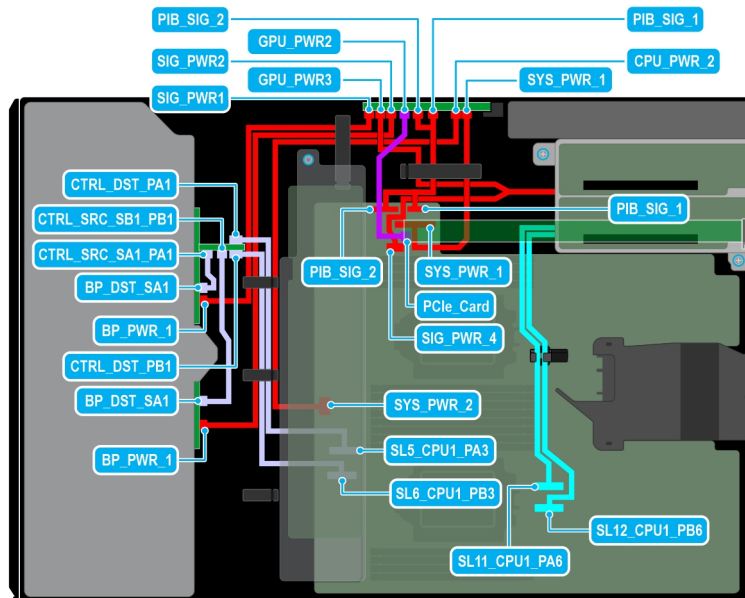 PIB_SIG_2
PIB_SIG_1
GPU_PWR2
SIG_PWR2
CPU_PWR_2
GPU_PWR3
SYS_PWR_1
SIG_PWR1
CTRL_DST_PA1
CTRL_SRC_SB1_PB1
PIB_SIG_1
CTRL_SRC_SA1_PA1
PIB_SIG_2
SYS_PWR_1
BP_DST_SA1
PCIe_Card
BP_PWR_1
SIG_PWR_4
CTRL_DST_PB1
BP_DST_SA1
SYS_PWR_2
BP_PWR_1
SL5_CPU1_PA3
SL6_CPU1_PB3
SL12_CPU1_PB6
SL11_CPU1_PA6